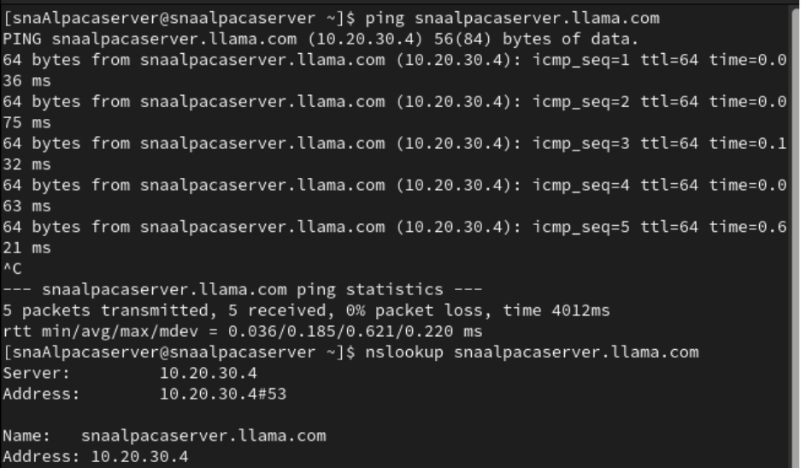 [snaAlpacaserver@snaalpacaserver ~]$ ping snaalpacaserver.llama.com
PING snaalpacaserver.llama.com (10.20.30.4) 56(84) bytes of data.
64 bytes from snaalpacaserver.llama.com (10.20.30.4): icmp_seq=1 ttl=64 time=0.0
36 ms
64 bytes from snaalpacaserver.llama.com (10.20.30.4): icmp_seq=2 ttl=64 time=0.0
75 ms
64 bytes from snaalpacaserver.llama.com (10.20.30.4): icmp_seq=3 ttl=64 time=0.1
32 ms
64 bytes from snaalpacaserver.llama.com (10.20.30.4): icmp_seq=4 ttl=64 time=0.0
63 ms
64 bytes from snaalpacaserver.llama.com (10.20.30.4): icmp_seq=5 ttl=64 time=0.6
21 ms
^C
--- snaalpacaserver.llama.com ping statistics ---
5 packets transmitted, 5 received, 0% packet loss, time 4012ms
rtt min/avg/max/mdev = 0.036/0.185/0.621/0.220 ms
[snaAlpacaserver@snaalpacaserver ~]$ nslookup snaalpacaserver.llama.com
Server:         10.20.30.4
Address:        10.20.30.4#53

Name:   snaalpacaserver.llama.com
Address: 10.20.30.4